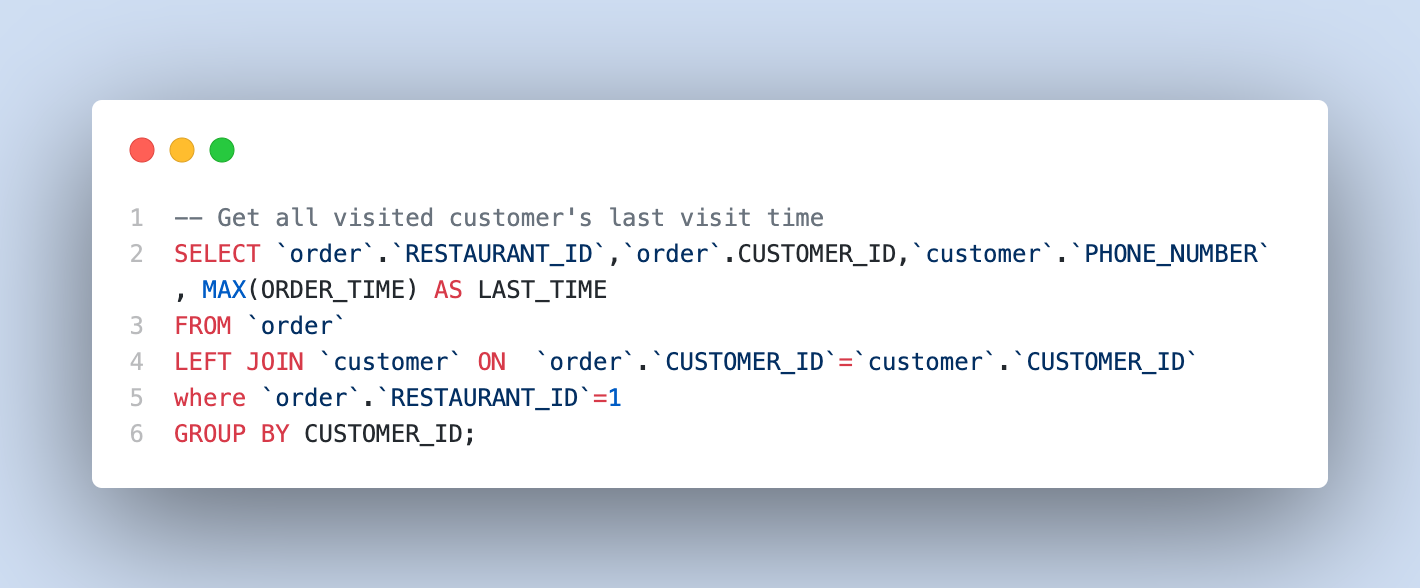 1 -- Get all visited customer's last visit time
2 SELECT `order`.`RESTAURANT_ID`,`order`.CUSTOMER_ID,`customer`.`PHONE_NUMBER`
, MAX(ORDER_TIME) AS LAST_TIME
3 FROM `order`
4 LEFT JOIN `customer` ON  `order`.`CUSTOMER_ID`=`customer`.`CUSTOMER_ID`
5 where `order`.`RESTAURANT_ID`=1
6 GROUP BY CUSTOMER_ID;